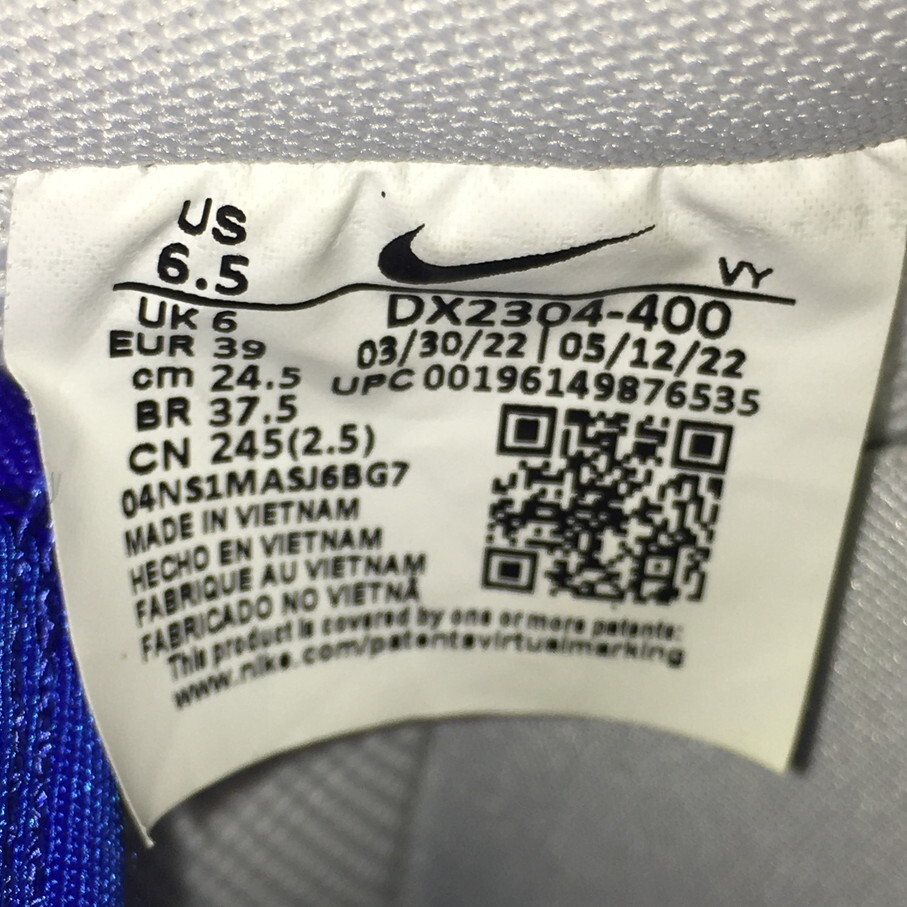 US
6.5
VY
UK 6
EUR 39
cm 24.5
BR 37.5
CN 245(2.5)
DX2304-400
03/30/22 | 05/12/22
UPC 00196149876535
04NS1MASJ6BG7
MADE IN VIETNAM
HECHO EN VIETNAM
FABRIQUE AU VIETNAM
FABRICADO NO VIETNÃ
This product is covered by one or more patents:
www.nike.com/patentsvirtualmarking